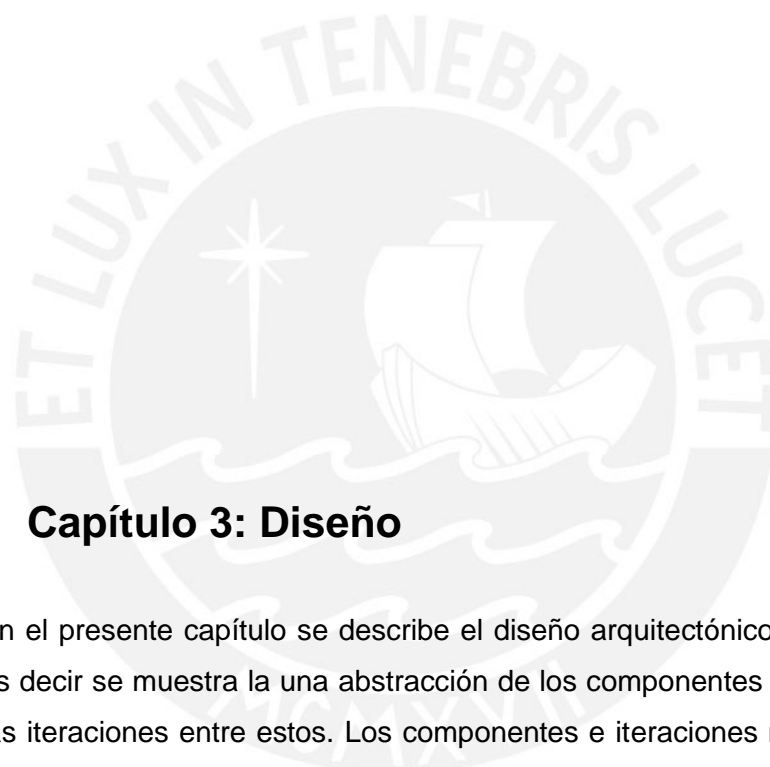 ET LUX IN TENEBRIS LUCET
MCMXVII
Capítulo 3: Diseño
n el presente capítulo se describe el diseño arquitectónico
s decir se muestra la una abstracción de los componentes
as iteraciones entre estos. Los componentes e iteraciones